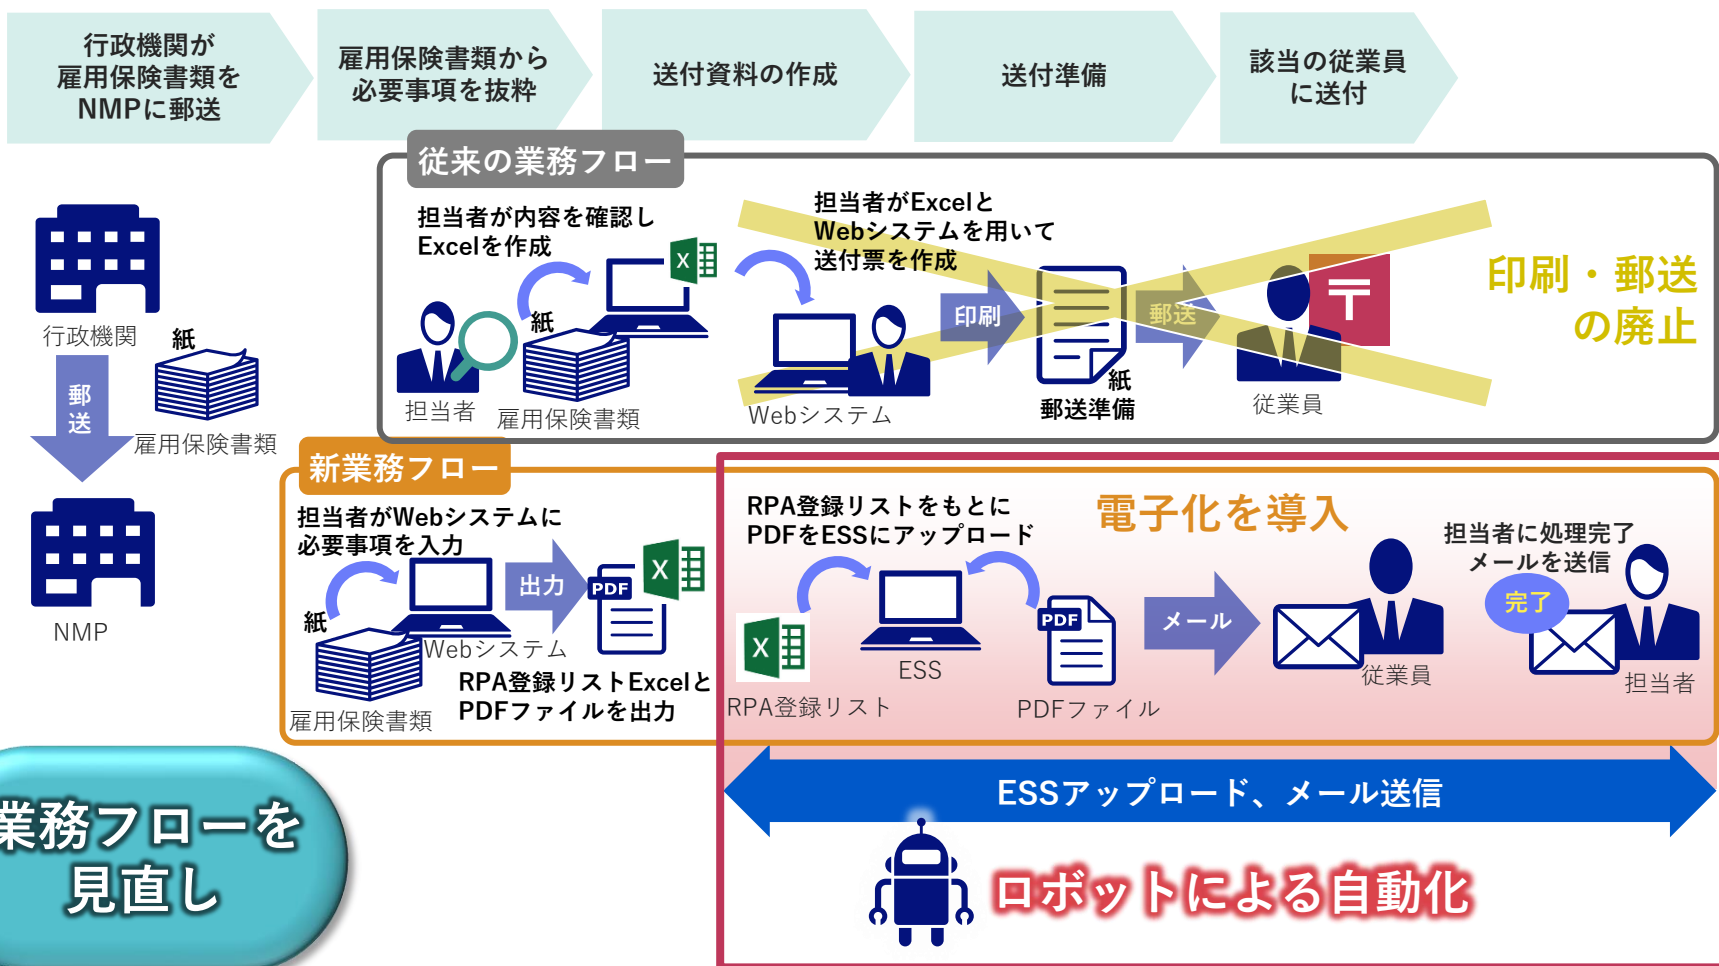 行政機関が
雇用保険書類を
NMPに郵送
雇用保険書類から
必要事項を抜粋
送付資料の作成
送付準備
該当の従業員
に送付
従来の業務フロー
行政機関
郵
送
紙
雇用保険書類
NMP
担当者が内容を確認し
Excelを作成
X
紙
担当者
雇用保険書類
担当者がExcelと
Webシステムを用いて
送付票を作成
Webシステム
印刷
紙
郵送準備
郵送
〒
従業員
印刷・郵送
の廃止
新業務フロー
担当者がWebシステムに
必要事項を入力
紙
雇用保険書類
Webシステム
出力
PDF
X
RPA登録リストExcelと
PDFファイルを出力
RPA登録リストをもとに
PDFをESSにアップロード
X
RPA登録リスト
ESS
PDF
PDFファイル
電子化を導入
メール
従業員
担当者に処理完了
メールを送信
完了
担当者
ESSアップロード、メール送信
ロボットによる自動化
業務フローを
見直し